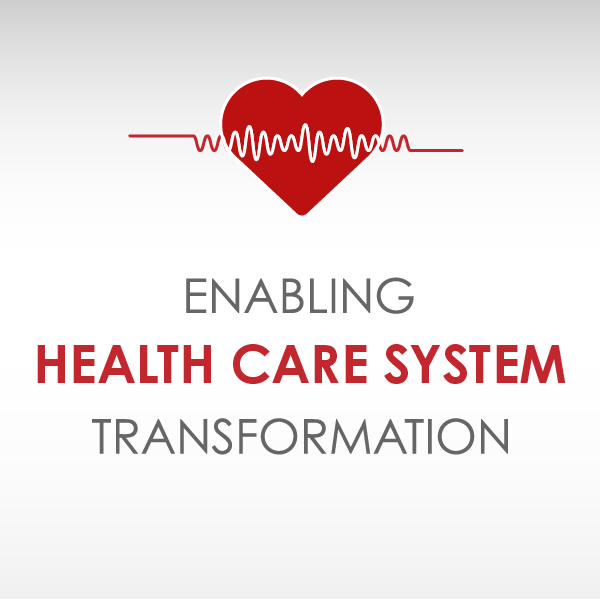 ENABLING
HEALTH CARE SYSTEM
TRANSFORMATION